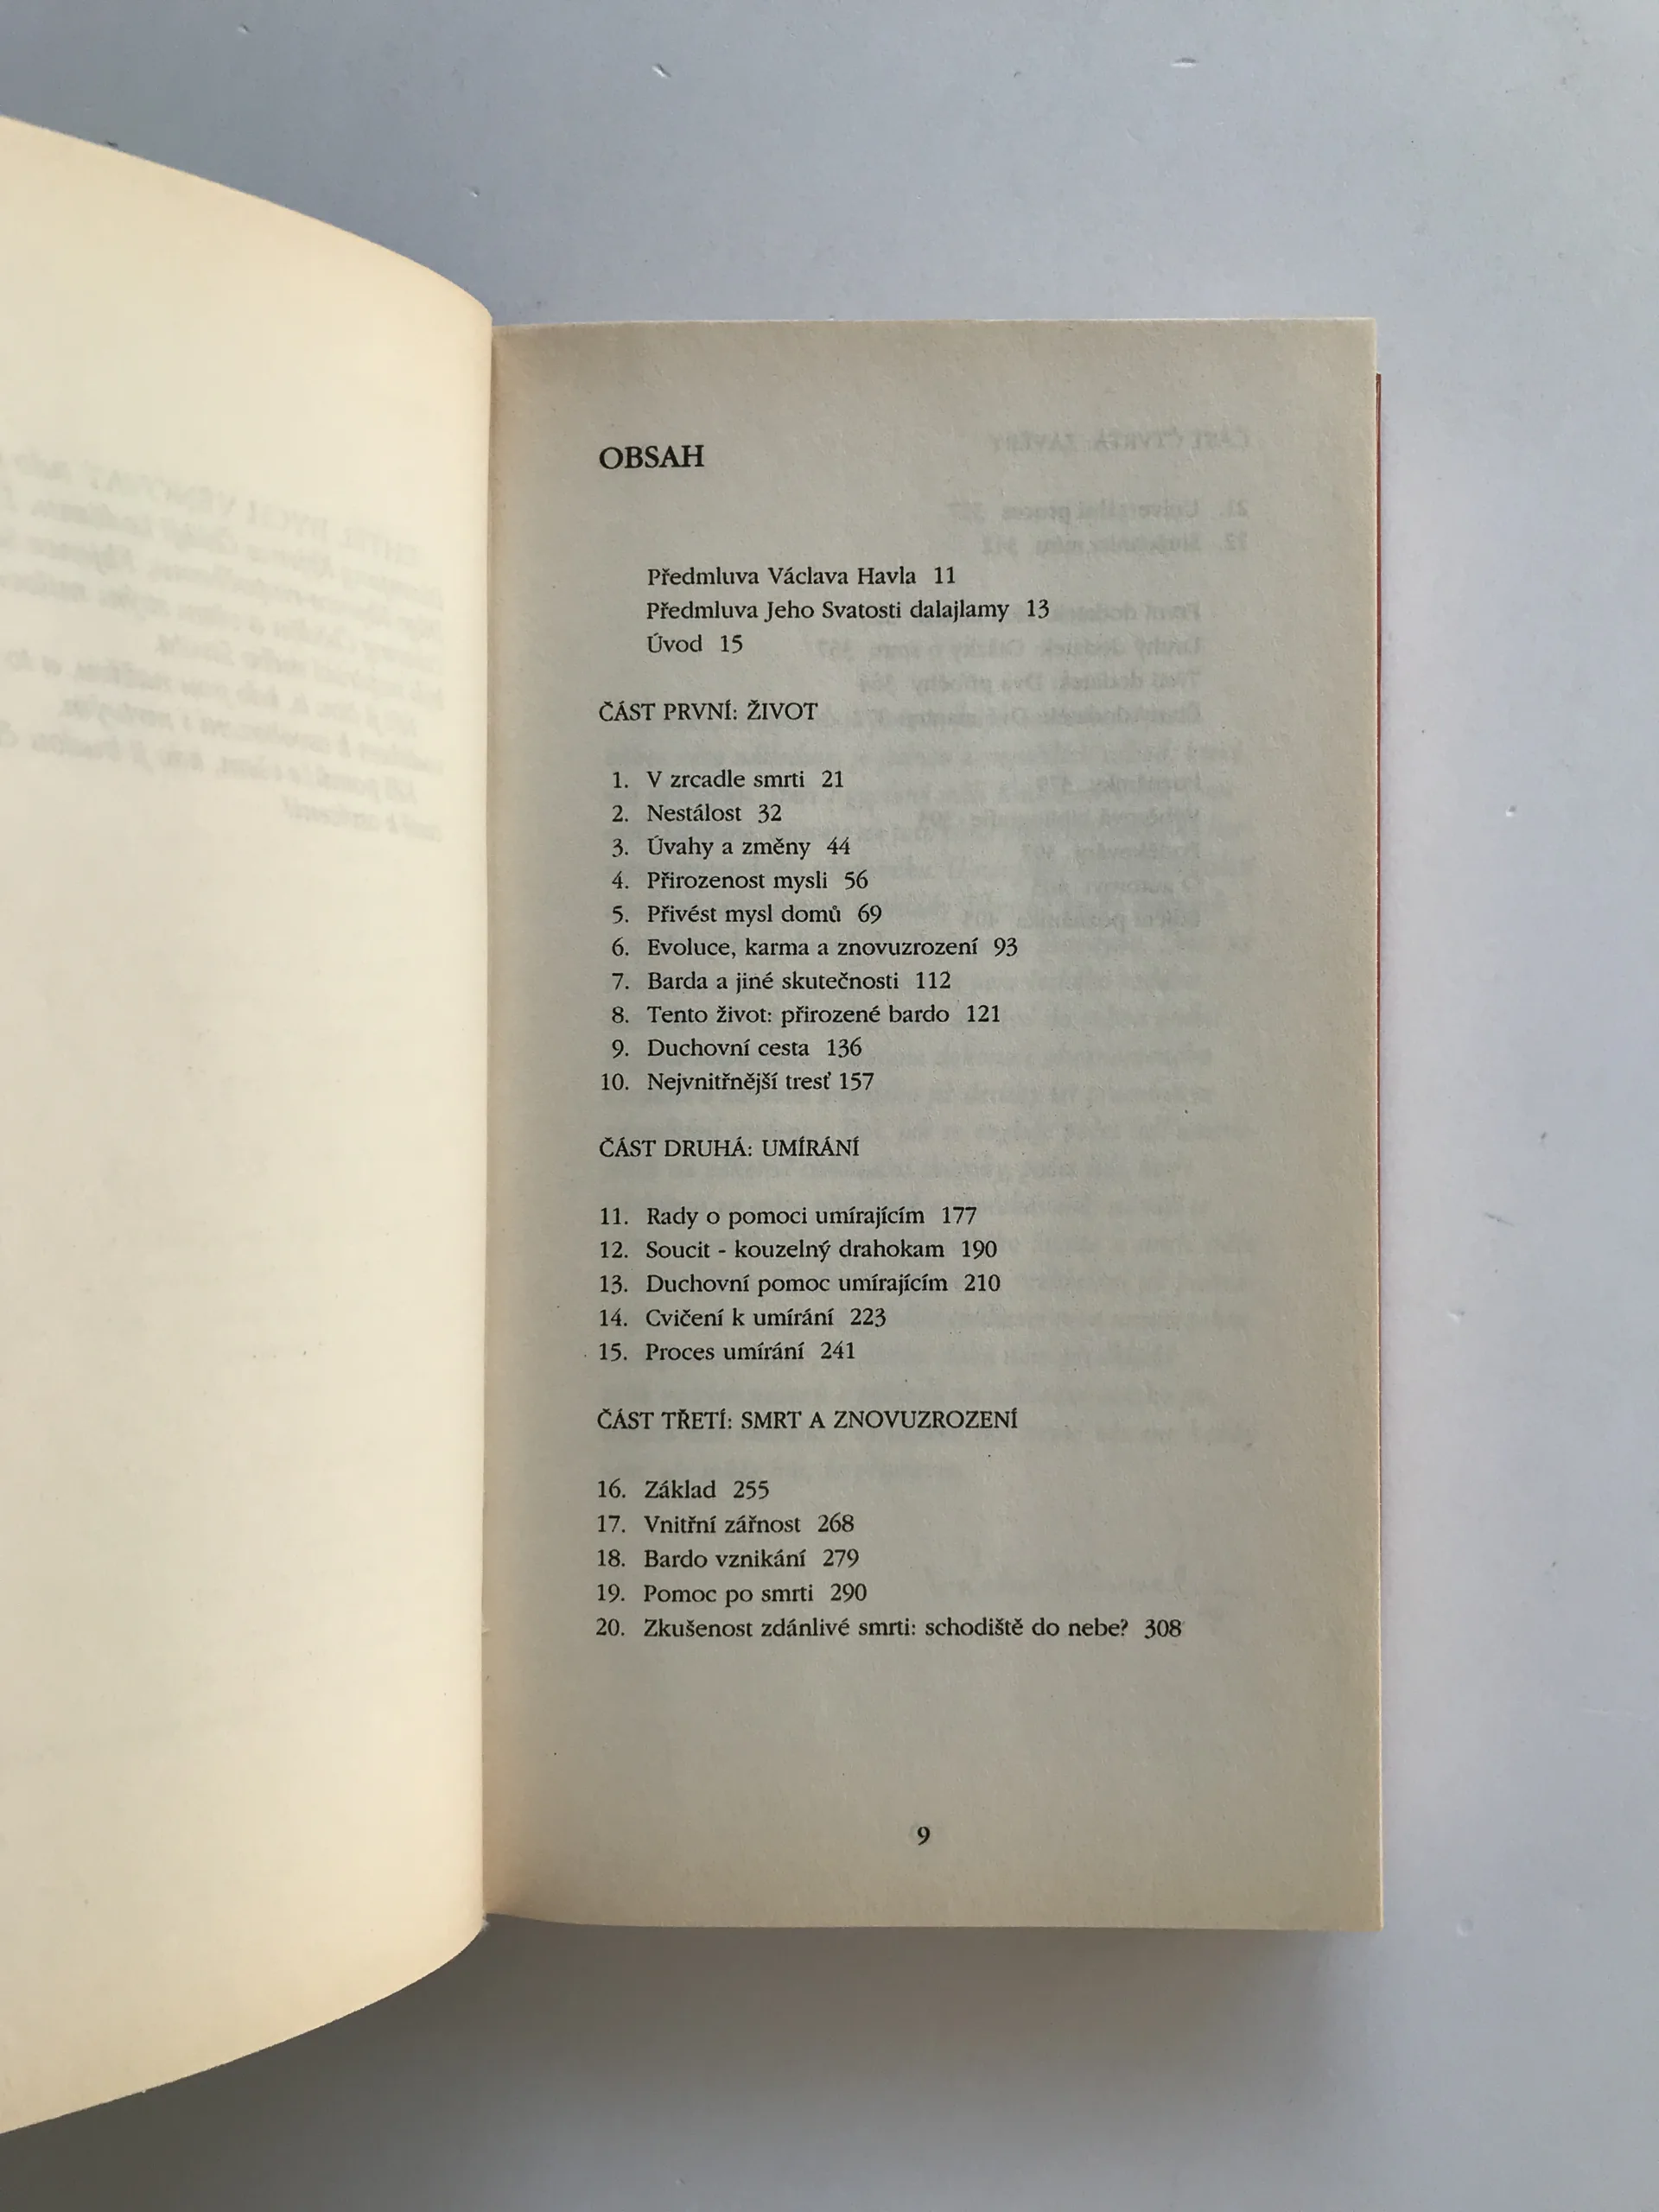 OBSAH
Předmluva Václava Havla 11
Předmluva Jeho Svatosti dalajlamy 13
Úvod 15
ČÁST PRVNÍ: ŽIVOT
1. V zrcadle smrti 21
2. Nestálost 32
3. Úvahy a změny 44
4. Přirozenost mysli 56
5. Přivést mysl domů 69
6. Evoluce, karma a znovuzrození 93
7. Barda a jiné skutečnosti 112
8. Tento život: přirozené bardo 121
9. Duchovní cesta 136
10. Nejvnitřnější tresť 157
ČÁST DRUHÁ: UMÍRÁNÍ
11. Rady o pomoci umírajícím 177
12. Soucit - kouzelný drahokam 190
13. Duchovní pomoc umírajícím 210
14. Cvičení k umírání 223
15. Proces umírání 241
ČÁST TŘETÍ: SMRT A ZNOVUZROZENÍ
16. Základ 255
17. Vnitřní zářnost 268
18. Bardo vznikání 279
19. Pomoc po smrti 290
20. Zkušenost zdánlivé smrti: schodiště do nebe? 308
9